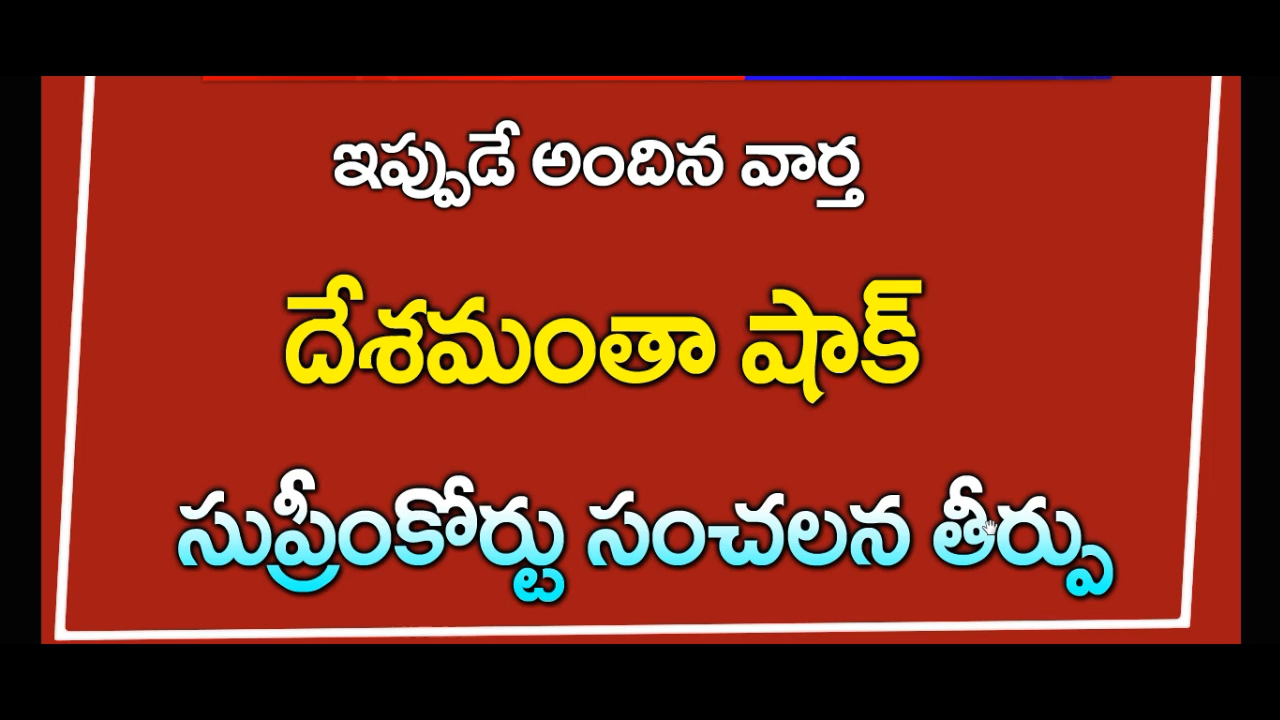 ఇప్పుడే అందిన వార్త
దేశమంతా షాక్
సుప్రీంకోర్టు సంచలన తీర్పు